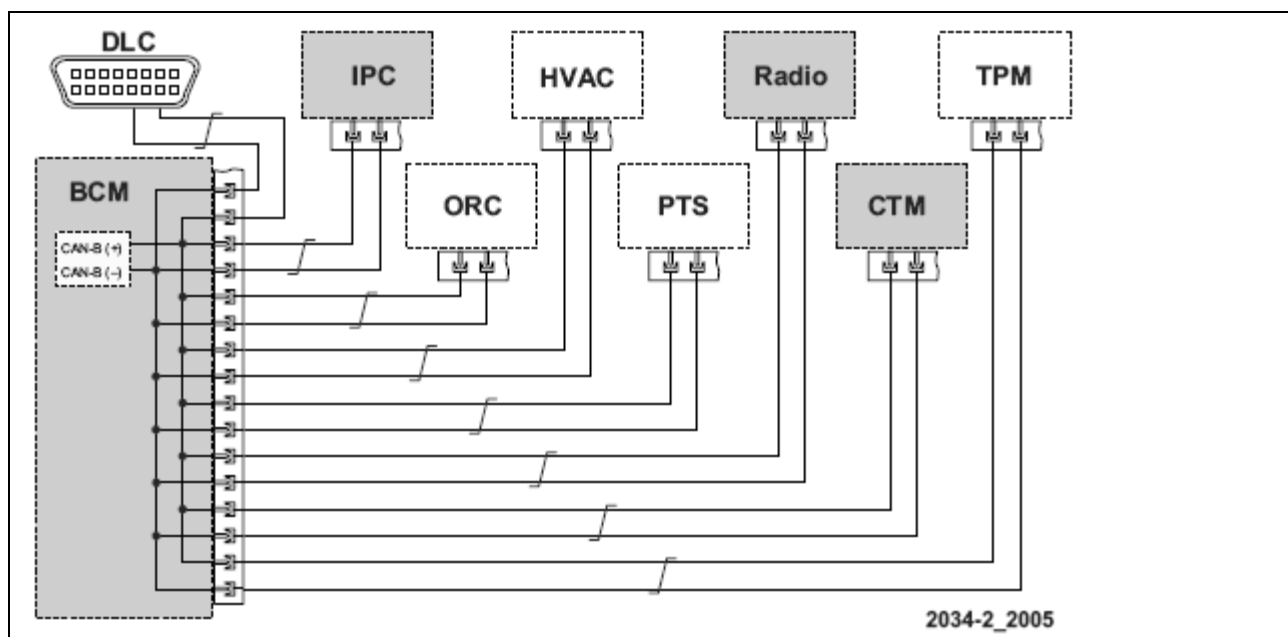 DLC
IPC
HVAC
Radio
TPM
BCM
ORC
PTS
CTM
CAN-B (+)
CAN-B (–)
2034-2_2005